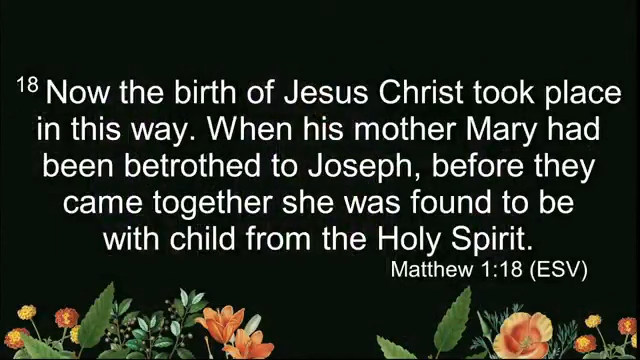 18 Now the birth of Jesus Christ took place
in this way. When his mother Mary had
been betrothed to Joseph, before they
came together she was found to be
with child from the Holy Spirit.
Matthew 1:18 (ESV)